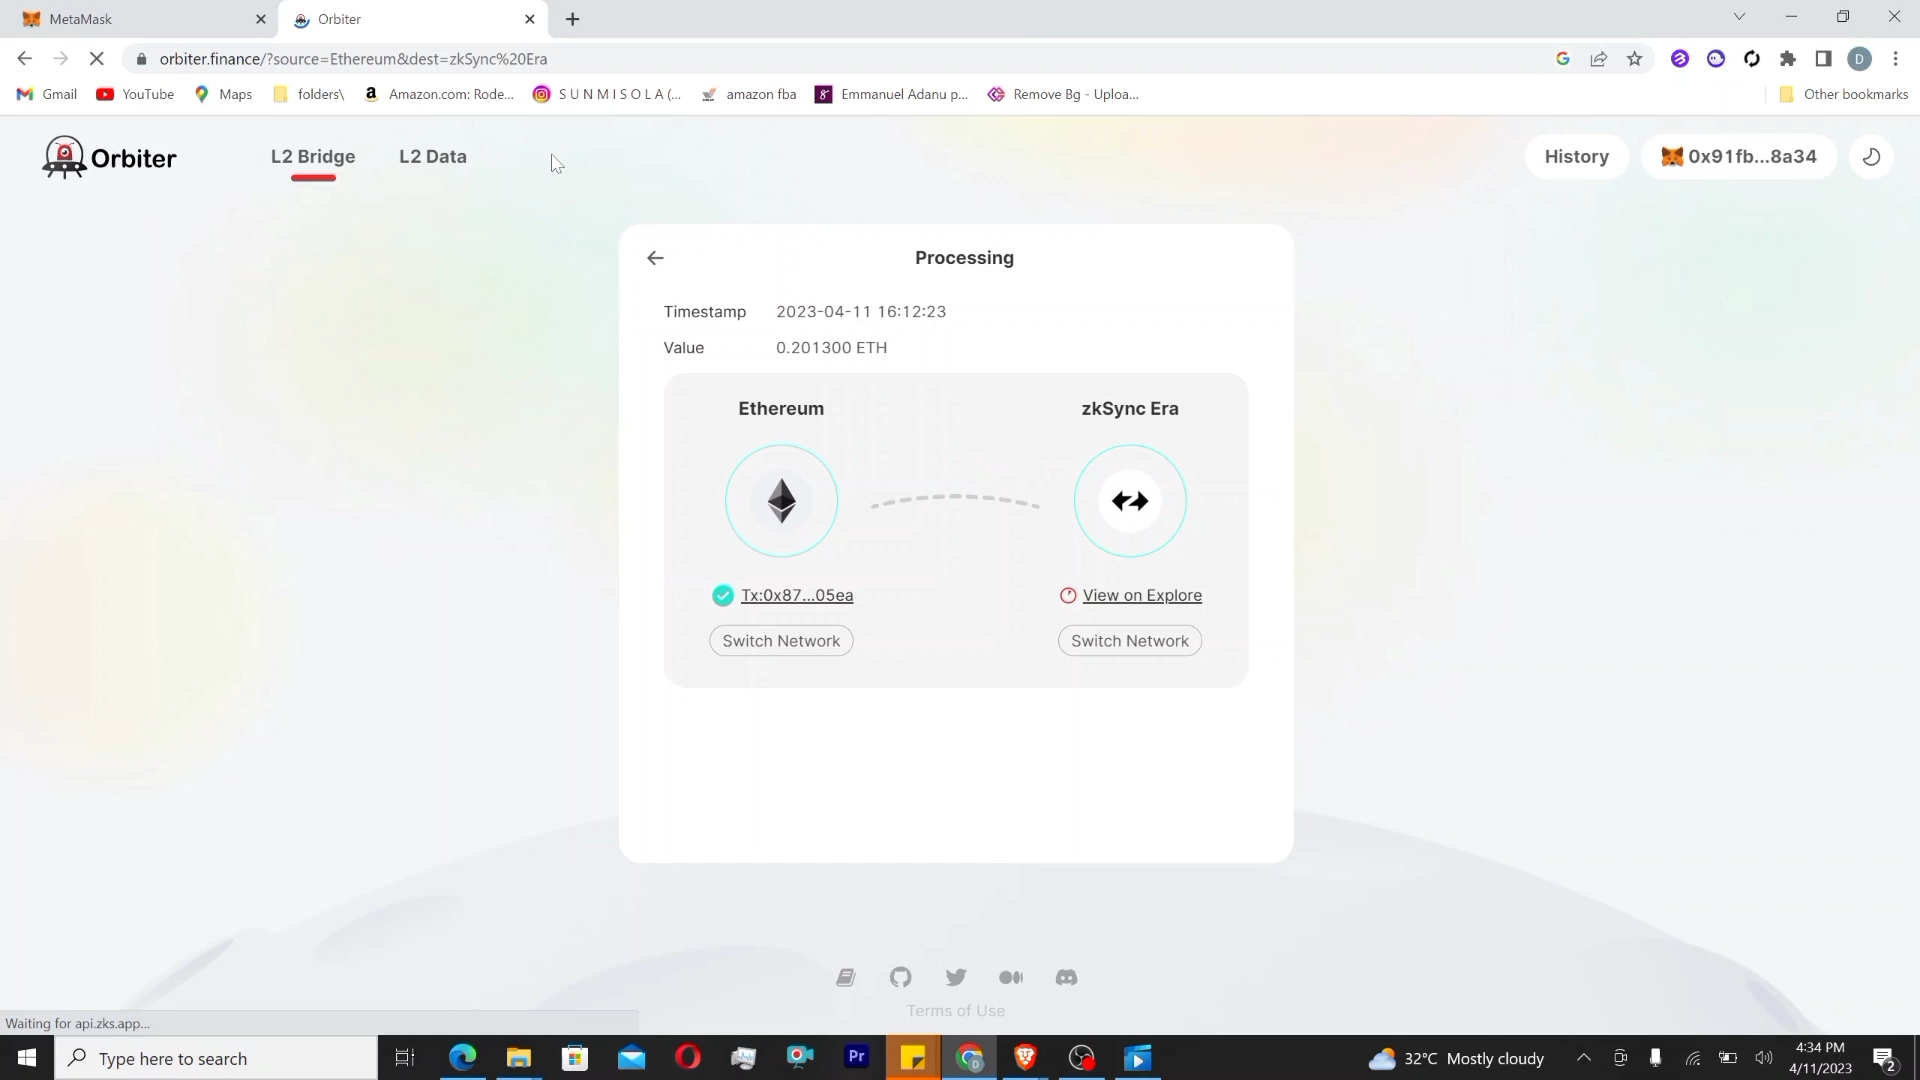 MetaMask
Orbiter
orbiter.finance/?source=Ethereum&dest=zkSync%20Era
D
Gmail
YouTube
Maps
folders\
Amazon.com: Rode...
S U N M I S O L A (...
amazon fba
Emmanuel Adanu p...
Remove Bg - Uploa...
Other bookmarks
Orbiter
L2 Bridge
L2 Data
History
0x91fb...8a34
Processing
Timestamp 2023-04-11 16:12:23
Value 0.201300 ETH
Ethereum
zkSync Era
Tx:0x87...05ea
View on Explore
Switch Network
Switch Network
Terms of Use
Waiting for api.zks.app...
Type here to search
Pr
D
32°C Mostly cloudy
4:34 PM
4/11/2023
2